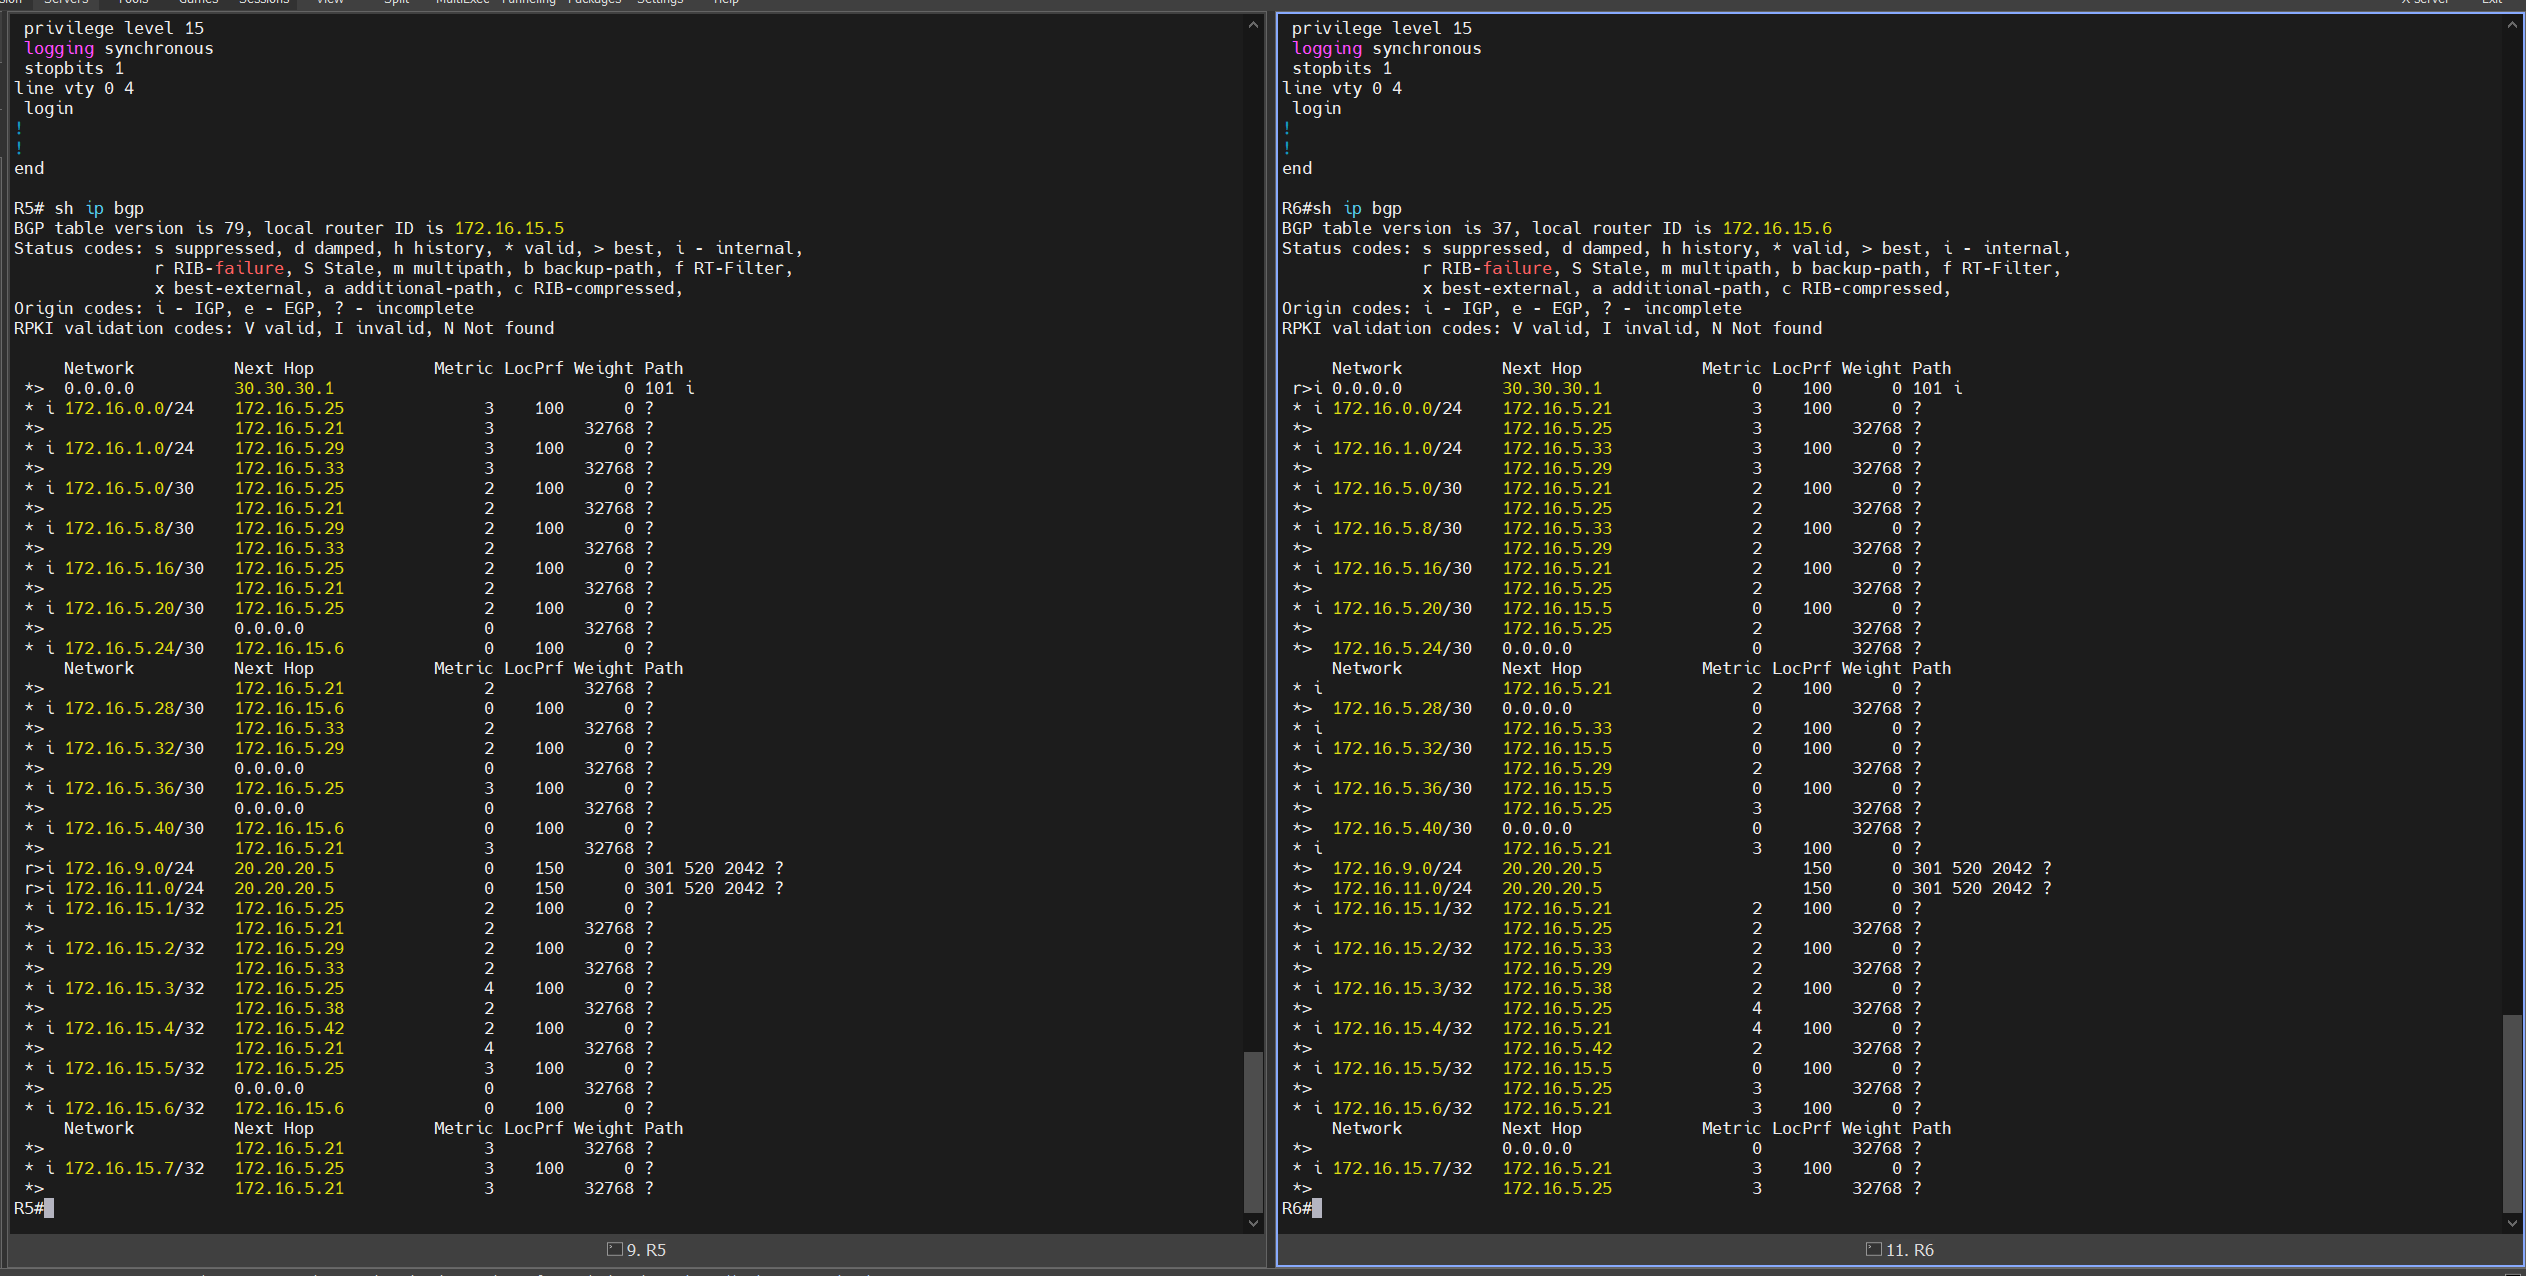 Servers Tools Games Sessions View Split MultiExec Tunneling Packages Settings Help X server Exit
privilege level 15
logging synchronous
stopbits 1
line vty 0 4
login
!
!
end
R5# sh ip bgp
BGP table version is 79, local router ID is 172.16.15.5
Status codes: s suppressed, d damped, h history, * valid, > best, i - internal,
r RIB-failure, S Stale, m multipath, b backup-path, f RT-Filter,
x best-external, a additional-path, c RIB-compressed,
Origin codes: i - IGP, e - EGP, ? - incomplete
RPKI validation codes: V valid, I invalid, N Not found
Network Next Hop Metric LocPrf Weight Path
*> 0.0.0.0 30.30.30.1 0 101 i
* i 172.16.0.0/24 172.16.5.25 3 100 0 ?
*> 172.16.5.21 3 32768 ?
* i 172.16.1.0/24 172.16.5.29 3 100 0 ?
*> 172.16.5.33 3 32768 ?
* i 172.16.5.0/30 172.16.5.25 2 100 0 ?
*> 172.16.5.21 2 32768 ?
* i 172.16.5.8/30 172.16.5.29 2 100 0 ?
*> 172.16.5.33 2 32768 ?
* i 172.16.5.16/30 172.16.5.25 2 100 0 ?
*> 172.16.5.21 2 32768 ?
* i 172.16.5.20/30 172.16.5.25 2 100 0 ?
*> 0.0.0.0 0 32768 ?
* i 172.16.5.24/30 172.16.15.6 0 100 0 ?
Network Next Hop Metric LocPrf Weight Path
*> 172.16.5.21 2 32768 ?
* i 172.16.5.28/30 172.16.15.6 0 100 0 ?
*> 172.16.5.33 2 32768 ?
* i 172.16.5.32/30 172.16.5.29 2 100 0 ?
*> 0.0.0.0 0 32768 ?
* i 172.16.5.36/30 172.16.5.25 3 100 0 ?
*> 0.0.0.0 0 32768 ?
* i 172.16.5.40/30 172.16.15.6 0 100 0 ?
*> 172.16.5.21 3 32768 ?
r>i 172.16.9.0/24 20.20.20.5 0 150 0 301 520 2042 ?
r>i 172.16.11.0/24 20.20.20.5 0 150 0 301 520 2042 ?
* i 172.16.15.1/32 172.16.5.25 2 100 0 ?
*> 172.16.5.21 2 32768 ?
* i 172.16.15.2/32 172.16.5.29 2 100 0 ?
*> 172.16.5.33 2 32768 ?
* i 172.16.15.3/32 172.16.5.25 4 100 0 ?
*> 172.16.5.38 2 32768 ?
* i 172.16.15.4/32 172.16.5.42 2 100 0 ?
*> 172.16.5.21 4 32768 ?
* i 172.16.15.5/32 172.16.5.25 3 100 0 ?
*> 0.0.0.0 0 32768 ?
* i 172.16.15.6/32 172.16.15.6 0 100 0 ?
Network Next Hop Metric LocPrf Weight Path
*> 172.16.5.21 3 32768 ?
* i 172.16.15.7/32 172.16.5.25 3 100 0 ?
*> 172.16.5.21 3 32768 ?
R5#
9. R5
privilege level 15
logging synchronous
stopbits 1
line vty 0 4
login
!
!
end
R6#sh ip bgp
BGP table version is 37, local router ID is 172.16.15.6
Status codes: s suppressed, d damped, h history, * valid, > best, i - internal,
r RIB-failure, S Stale, m multipath, b backup-path, f RT-Filter,
x best-external, a additional-path, c RIB-compressed,
Origin codes: i - IGP, e - EGP, ? - incomplete
RPKI validation codes: V valid, I invalid, N Not found
Network Next Hop Metric LocPrf Weight Path
r>i 0.0.0.0 30.30.30.1 0 100 0 101 i
* i 172.16.0.0/24 172.16.5.21 3 100 0 ?
*> 172.16.5.25 3 32768 ?
* i 172.16.1.0/24 172.16.5.33 3 100 0 ?
*> 172.16.5.29 3 32768 ?
* i 172.16.5.0/30 172.16.5.21 2 100 0 ?
*> 172.16.5.25 2 32768 ?
* i 172.16.5.8/30 172.16.5.33 2 100 0 ?
*> 172.16.5.29 2 32768 ?
* i 172.16.5.16/30 172.16.5.21 2 100 0 ?
*> 172.16.5.25 2 32768 ?
* i 172.16.5.20/30 172.16.15.5 0 100 0 ?
*> 172.16.5.25 2 32768 ?
*> 172.16.5.24/30 0.0.0.0 0 32768 ?
Network Next Hop Metric LocPrf Weight Path
* i 172.16.5.21 2 100 0 ?
*> 172.16.5.28/30 0.0.0.0 0 32768 ?
* i 172.16.5.33 2 100 0 ?
* i 172.16.5.32/30 172.16.15.5 0 100 0 ?
*> 172.16.5.29 2 32768 ?
* i 172.16.5.36/30 172.16.15.5 0 100 0 ?
*> 172.16.5.25 3 32768 ?
*> 172.16.5.40/30 0.0.0.0 0 32768 ?
* i 172.16.5.21 3 100 0 ?
*> 172.16.9.0/24 20.20.20.5 150 0 301 520 2042 ?
*> 172.16.11.0/24 20.20.20.5 150 0 301 520 2042 ?
* i 172.16.15.1/32 172.16.5.21 2 100 0 ?
*> 172.16.5.25 2 32768 ?
* i 172.16.15.2/32 172.16.5.33 2 100 0 ?
*> 172.16.5.29 2 32768 ?
* i 172.16.15.3/32 172.16.5.38 2 100 0 ?
*> 172.16.5.25 4 32768 ?
* i 172.16.15.4/32 172.16.5.21 4 100 0 ?
*> 172.16.5.42 2 32768 ?
* i 172.16.15.5/32 172.16.15.5 0 100 0 ?
*> 172.16.5.25 3 32768 ?
* i 172.16.15.6/32 172.16.5.21 3 100 0 ?
Network Next Hop Metric LocPrf Weight Path
*> 0.0.0.0 0 32768 ?
* i 172.16.15.7/32 172.16.5.21 3 100 0 ?
*> 172.16.5.25 3 32768 ?
R6#
11. R6